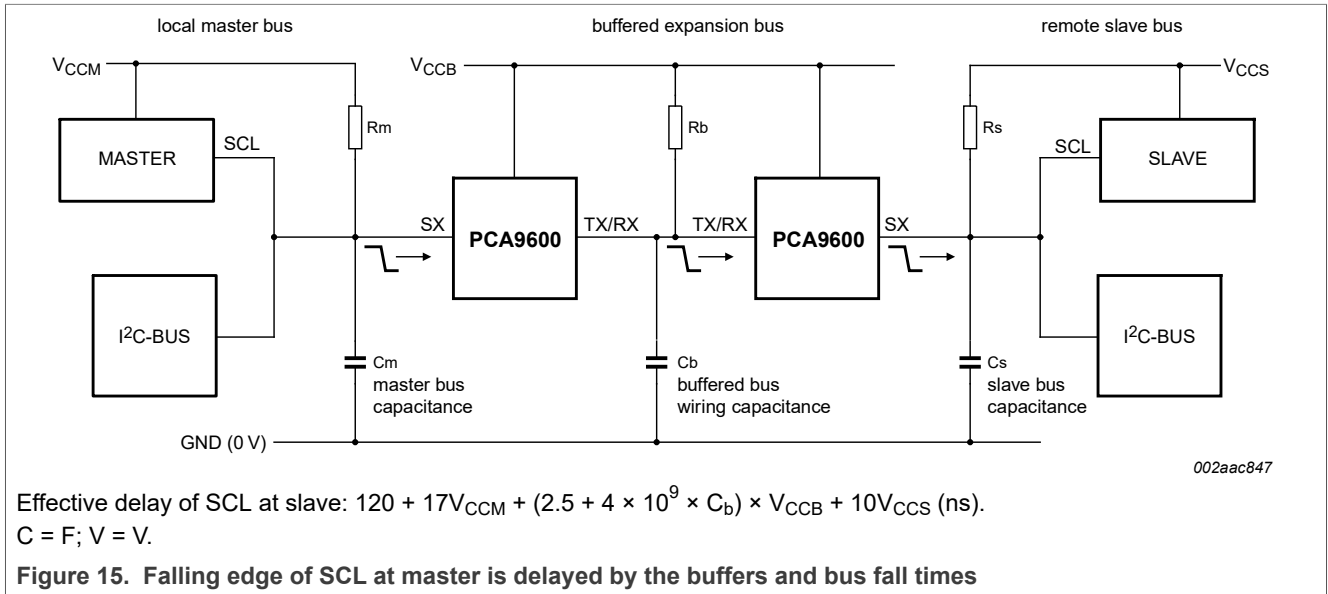 local master bus
buffered expansion bus
remote slave bus
VCCM
VCCB
VCCS
Rm
Rb
Rs
MASTER
SCL
SCL
SLAVE
SX
PCA9600
TX/RX
TX/RX
PCA9600
SX
I²C-BUS
I²C-BUS
Cm
master bus
capacitance
Cb
buffered bus
wiring capacitance
Cs
slave bus
capacitance
GND (0 V)
002aac847
Effective delay of SCL at slave: 120 + 17VCCM + (2.5 + 4 × 10⁹ × Cb) × VCCB + 10VCCS (ns).
C = F; V = V.
Figure 15. Falling edge of SCL at master is delayed by the buffers and bus fall times